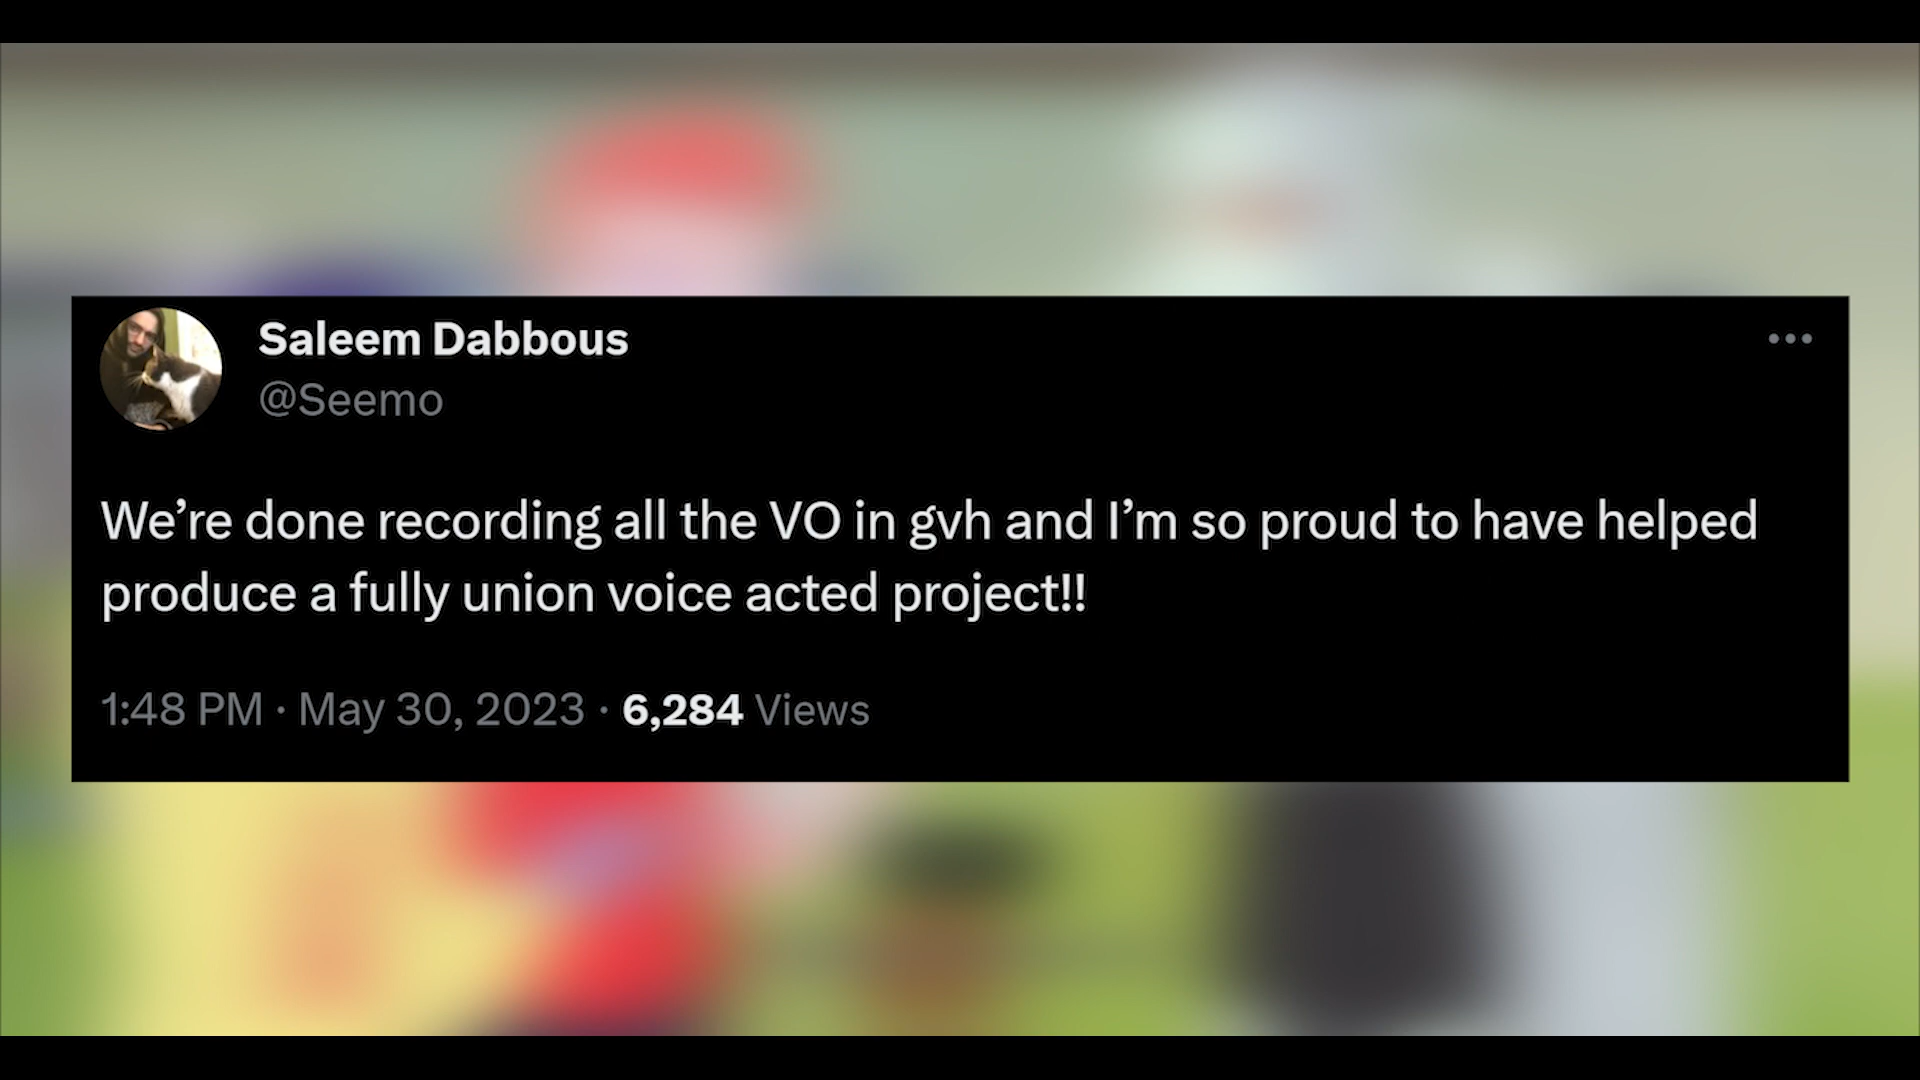 Saleem Dabbous
@Seemo
We’re done recording all the VO in gvh and I’m so proud to have helped
produce a fully union voice acted project!!
1:48 PM · May 30, 2023 · 6,284 Views